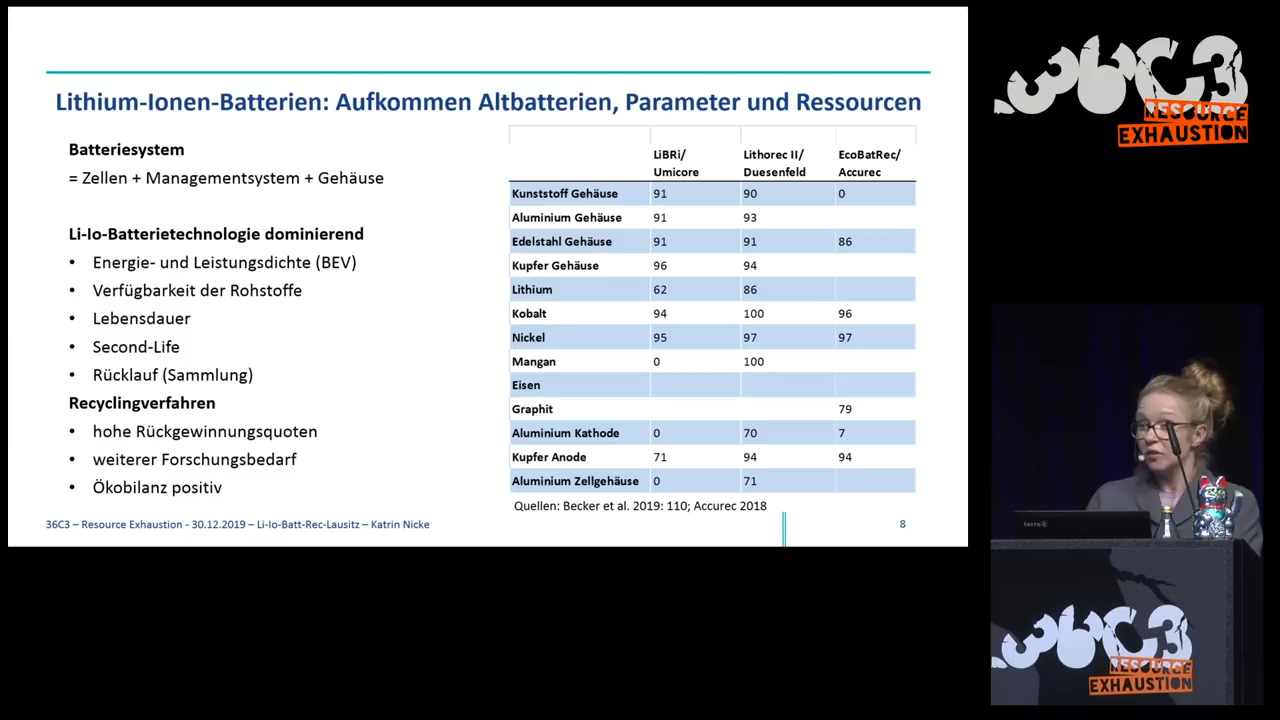 Lithium-Ionen-Batterien: Aufkommen Altbatterien, Parameter und Ressourcen
Batteriesystem
= Zellen + Managementsystem + Gehäuse
Li-Io-Batterietechnologie dominierend
• Energie- und Leistungsdichte (BEV)
• Verfügbarkeit der Rohstoffe
• Lebensdauer
• Second-Life
• Rücklauf (Sammlung)
Recyclingverfahren
• hohe Rückgewinnungsquoten
• weiterer Forschungsbedarf
• Ökobilanz positiv
LiBRi/ Lithorec II/ EcoBatRec/
Umicore Duesenfeld Accurec
Kunststoff Gehäuse 91 90 0
Aluminium Gehäuse 91 93
Edelstahl Gehäuse 91 91 86
Kupfer Gehäuse 96 94
Lithium 62 86
Kobalt 94 100 96
Nickel 95 97 97
Mangan 0 100
Eisen
Graphit 79
Aluminium Kathode 0 70 7
Kupfer Anode 71 94 94
Aluminium Zellgehäuse 0 71
Quellen: Becker et al. 2019: 110; Accurec 2018
36C3 – Resource Exhaustion - 30.12.2019 – Li-Io-Batt-Rec-Lausitz – Katrin Nicke
8
36C3
RESOURCE
EXHAUSTION
terra
36C3
RESOURCE
EXHAUSTION